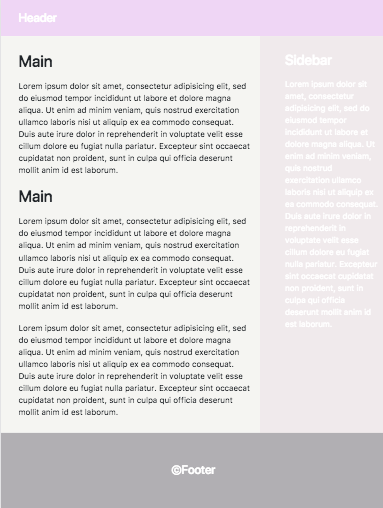 Header
Main
Lorem ipsum dolor sit amet, consectetur adipisicing elit, sed
do eiusmod tempor incididunt ut labore et dolore magna
aliqua. Ut enim ad minim veniam, quis nostrud exercitation
ullamco laboris nisi ut aliquip ex ea commodo consequat.
Duis aute irure dolor in reprehenderit in voluptate velit esse
cillum dolore eu fugiat nulla pariatur. Excepteur sint occaecat
cupidatat non proident, sunt in culpa qui officia deserunt
mollit anim id est laborum.
Main
Lorem ipsum dolor sit amet, consectetur adipisicing elit, sed
do eiusmod tempor incididunt ut labore et dolore magna
aliqua. Ut enim ad minim veniam, quis nostrud exercitation
ullamco laboris nisi ut aliquip ex ea commodo consequat.
Duis aute irure dolor in reprehenderit in voluptate velit esse
cillum dolore eu fugiat nulla pariatur. Excepteur sint occaecat
cupidatat non proident, sunt in culpa qui officia deserunt
mollit anim id est laborum.
Lorem ipsum dolor sit amet, consectetur adipisicing elit, sed
do eiusmod tempor incididunt ut labore et dolore magna
aliqua. Ut enim ad minim veniam, quis nostrud exercitation
ullamco laboris nisi ut aliquip ex ea commodo consequat.
Duis aute irure dolor in reprehenderit in voluptate velit esse
cillum dolore eu fugiat nulla pariatur. Excepteur sint occaecat
cupidatat non proident, sunt in culpa qui officia deserunt
mollit anim id est laborum.
Sidebar
Lorem ipsum dolor sit
amet, consectetur
adipisicing elit, sed do
eiusmod tempor
incididunt ut labore et
dolore magna aliqua. Ut
enim ad minim veniam,
quis nostrud
exercitation ullamco
laboris nisi ut aliquip ex
ea commodo consequat.
Duis aute irure dolor in
reprehenderit in
voluptate velit esse
cillum dolore eu fugiat
nulla pariatur. Excepteur
sint occaecat cupidatat
non proident, sunt in
culpa qui officia
deserunt mollit anim id
est laborum.
©Footer